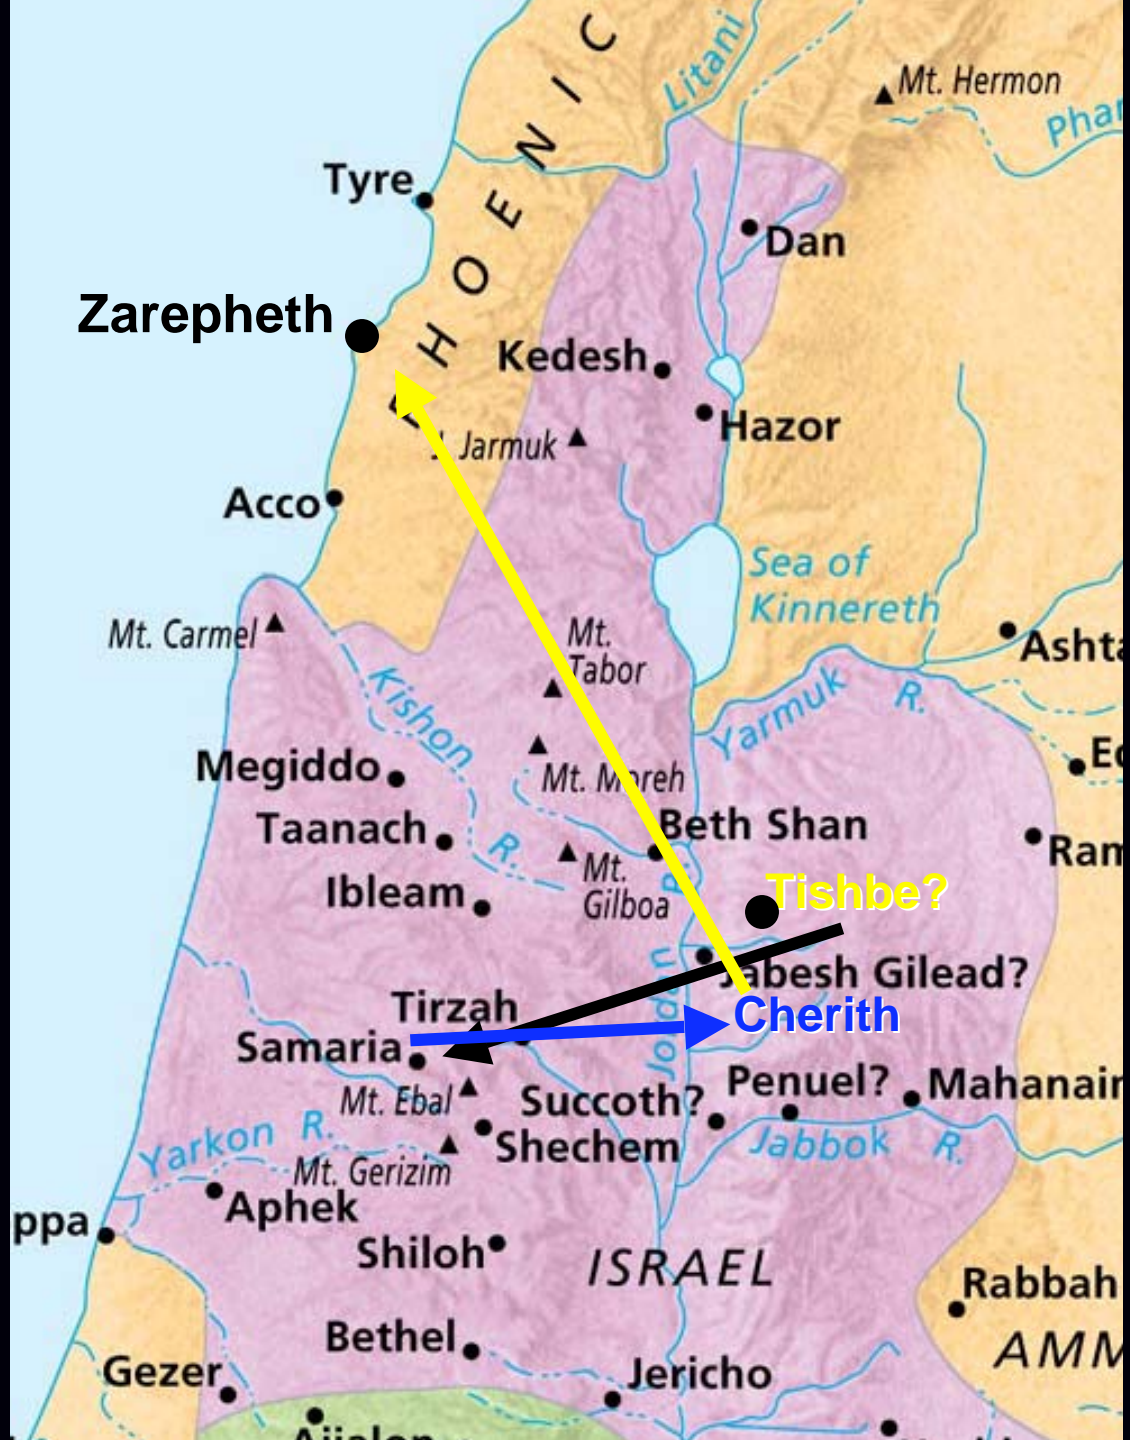 PHOENIC
Litani
Mt. Hermon
Phar
Tyre
Dan
Zarepheth
Kedesh
Hazor
J. Jarmuk
Acco
Sea of
Kinnereth
Mt. Carmel
Mt.
Tabor
Ashta
Kishon
R.
Yarmuk
R.
Megiddo
Mt. Moreh
Ed
Taanach
Beth Shan
Ram
Mt.
Gilboa
Ibleam
Tishbe?
Jordan
R.
Jabesh Gilead?
Tirzah
Cherith
Samaria
Mt. Ebal
Succoth?
Penuel?
Mahanain
Yarkon R.
Shechem
Jabbok R.
Mt. Gerizim
Aphek
ppa
Shiloh
ISRAEL
Rabbah
Bethel
AMM
Gezer
Jericho
Aijalon